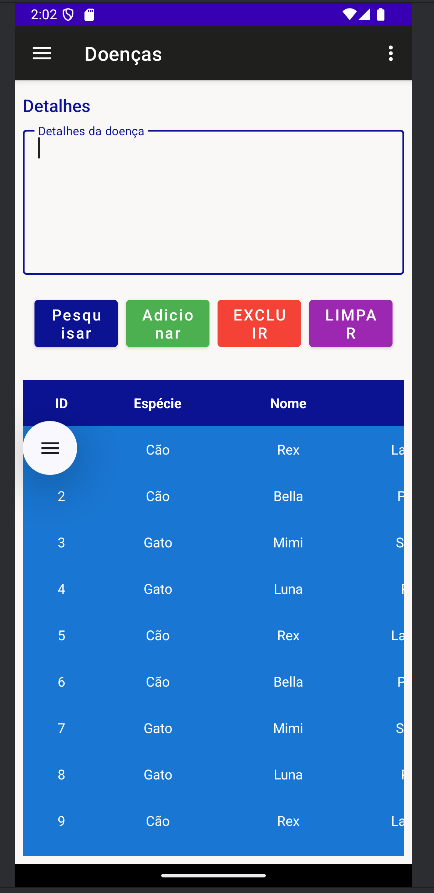 2:02
Doenças
Detalhes
Detalhes da doença
Pesqu
isar
Adicio
nar
EXCLU
IR
LIMPA
R
ID Espécie Nome
Cão Rex La
2 Cão Bella P
3 Gato Mimi S
4 Gato Luna
5 Cão Rex La
6 Cão Bella P
7 Gato Mimi S
8 Gato Luna
9 Cão Rex La